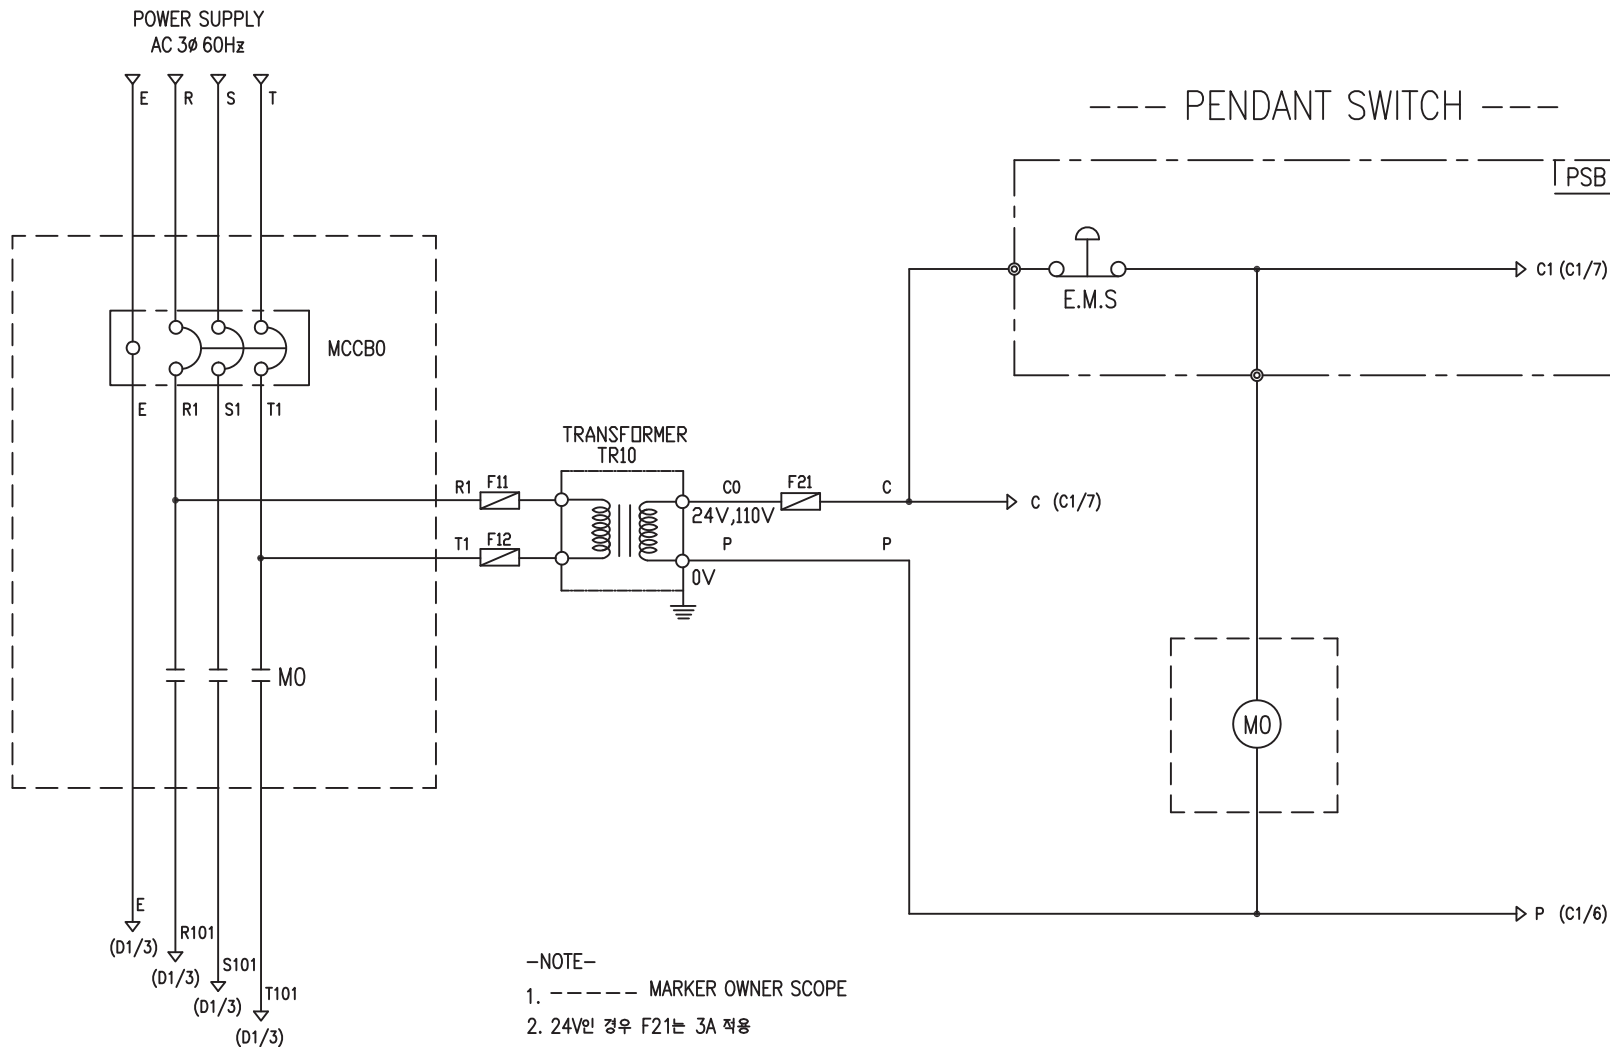 POWER SUPPLY
AC 3Ø 60Hz
E R S T
PENDANT SWITCH
PSB
C1 (C1/7)
E.M.S
MCCB0
E R1 S1 T1
TRANSFORMER
TR10
R1 F11
C0 F21 C
24V,110V
C (C1/7)
T1 F12
P P
0V
M0
M0
E
(D1/3)
R101
(D1/3)
S101
(D1/3)
T101
(D1/3)
P (C1/6)
-NOTE-
1. ------ MARKER OWNER SCOPE
2. 24V인 경우 F21는 3A 적용